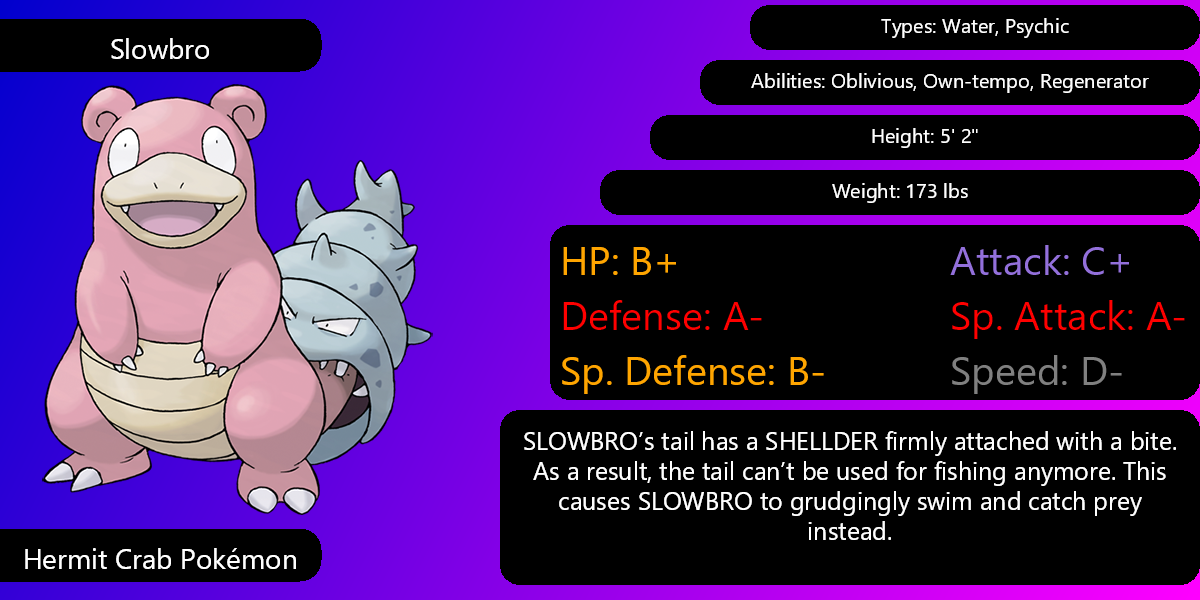 Slowbro
Types: Water, Psychic
Abilities: Oblivious, Own-tempo, Regenerator
Height: 5' 2"
Weight: 173 lbs
HP: B+
Attack: C+
Defense: A-
Sp. Attack: A-
Sp. Defense: B-
Speed: D-
SLOWBRO’s tail has a SHELLDER firmly attached with a bite.
As a result, the tail can’t be used for fishing anymore. This
causes SLOWBRO to grudgingly swim and catch prey
instead.
Hermit Crab Pokémon